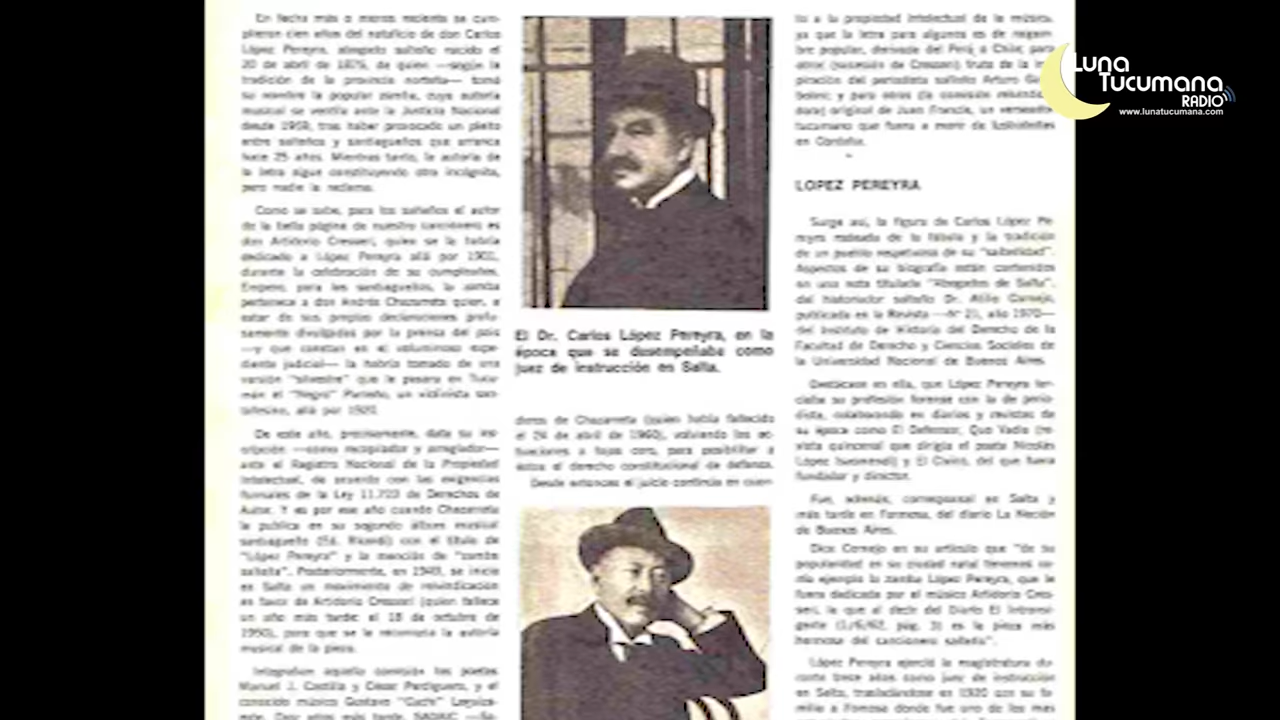 En fecha más o menos reciente se cum-
plieron cien años del natalicio de don Carlos
López Pereyra, abogado salteño nacido el
20 de abril de 1875, de quien —según la
tradición de la provincia norteña— tomó
su nombre la popular zamba, cuya autoría
musical se ventila ante la Justicia Nacional
desde 1959, tras haber provocado un pleito
entre salteños y santiagueños que arranca
hace 25 años. Mientras tanto, la autoría de
la letra sigue constituyendo otra incógnita,
pero nadie la reclama.
Como se sabe, para los salteños el autor
de la bella página de nuestro cancionero es
don Artidorio Cresseri, quien se la habría
dedicado a López Pereyra allá por 1901,
durante la celebración de su cumpleaños.
Empero, para los santiagueños, la zamba
pertenece a don Andrés Chazarreta quien, a
estar de sus propias declaraciones profu-
samente divulgadas por la prensa del país
—y que constan en el voluminoso expe-
diente judicial— la habría tomado de una
versión "silvestre" que le pasara en Tucu-
mán el "Negro" un violinista san-
allá por 1920.
De este año, precisamente, data su ins-
cripción —como recopilador y arreglador—
ante el Registro Nacional de la Propiedad
Intelectual, de acuerdo con las exigencias
formales de la Ley 11.723 de Derechos de
Autor. Y es por ese año cuando Chazarreta
la publica en su segundo álbum musical
santiagueño (Ed. Ricordi) con el título de
"López Pereyra" y la mención de "zamba
salteña". Posteriormente, en 1949, se inicia
en Salta un movimiento de reivindicación
en favor de Artidorio Cresseri (quien fallece
un año más tarde: el 18 de octubre de
1950), para que se le reconozca la autoría
musical de la pieza.
Integraban aquella comisión los poetas
Manuel J. Castilla y César Perdiguero, y el
conocido músico Gustavo "Cuchi" Leguiza-
món. Diez años más tarde, SADAIC —So-
El Dr. Carlos López Pereyra, en la
época que se desempeñaba como
juez de instrucción en Salta.
deros de Chazarreta (quien había fallecido
el 24 de abril de 1960), volviendo las ac-
tuaciones a fojas cero, para posibilitar a
éstos el derecho constitucional de defensa.
Desde entonces el juicio continúa en cuan-
to a la propiedad intelectual de la música,
ya que la letra para algunos es de raigam-
bre popular, derivada del Perú o Chile; para
otros (sucesión de Cresseri) fruto de la ins-
piración del periodista salteño Arturo
y para otros (la comisión
original de Juan Francia, un
tucumano que fuera a morir de
en Córdoba.
LOPEZ PEREYRA
Surge así, la figura de Carlos López Pe-
reyra rodeada de la fábula y la tradición
de un pueblo respetuoso de su "salteñidad".
Aspectos de su biografía están contenidos
en una nota titulada "Abogados de Salta",
del historiador salteño Dr. Atilio Cornejo,
publicada en la Revista —Nº 21, año 1970—
del Instituto de Historia del Derecho de la
Facultad de Derecho y Ciencias Sociales de
la Universidad Nacional de Buenos Aires.
Destácase en ella, que López Pereyra ter-
ciaba su profesión forense con la de perio-
dista, colaborando en diarios y revistas de
su época como El Defensor, Quo Vadis (re-
vista quincenal que dirigía el poeta Nicolás
López Isasmendi) y El Cívico, del que fuera
fundador y director.
Fue, además, corresponsal en Salta y
más tarde en Formosa, del diario La Nación
de Buenos Aires.
Dice Cornejo en su artículo que "de su
popularidad en su ciudad natal tenemos co-
mo ejemplo la zamba López Pereyra, que le
fuera dedicada por el músico Artidorio Cres-
seri, la que al decir del Diario El Intransi-
gente (1/6/62, pág. 3) es la pieza más
hermosa del cancionero salteño".
López Pereyra ejerció la magistratura du-
rante trece años como juez de instrucción
en Salta, trasladándose en 1920 con su fa-
milia a Formosa donde fue uno de los más
Luna
Tucumana
RADIO
www.lunatucumana.com